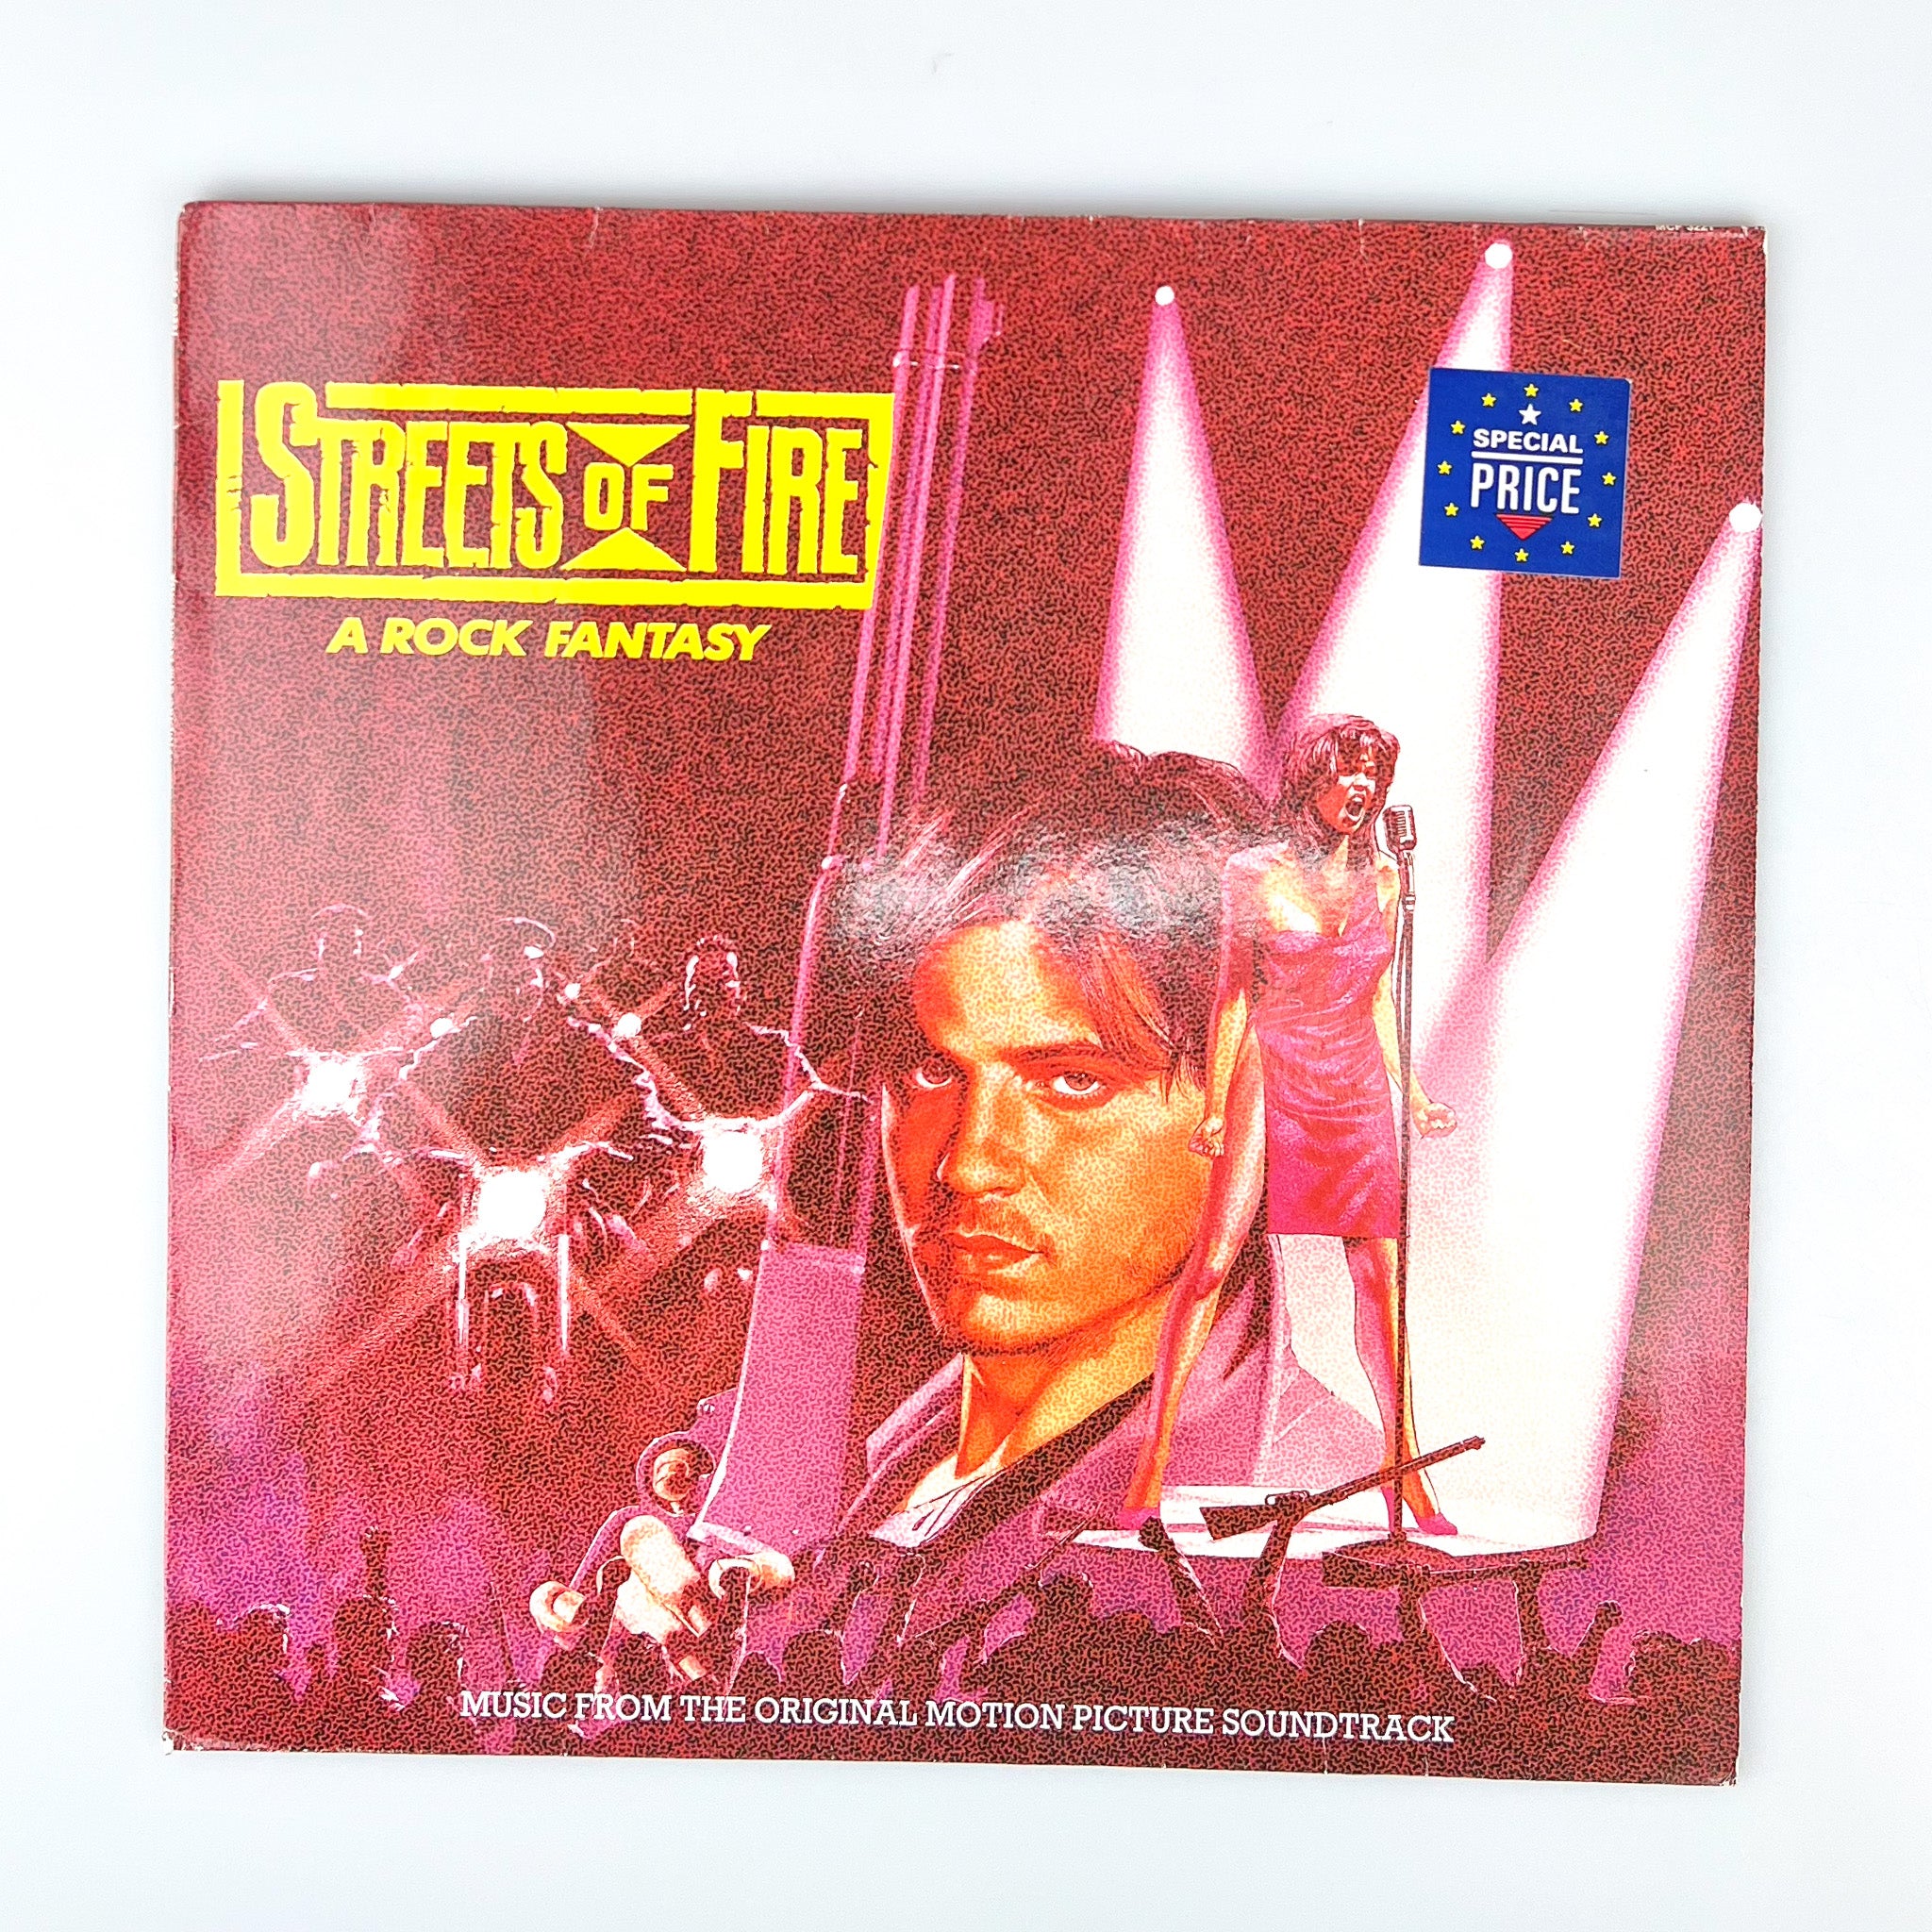 STREETS OF FIRE
A ROCK FANTASY
SPECIAL
PRICE
MUSIC FROM THE ORIGINAL MOTION PICTURE SOUNDTRACK